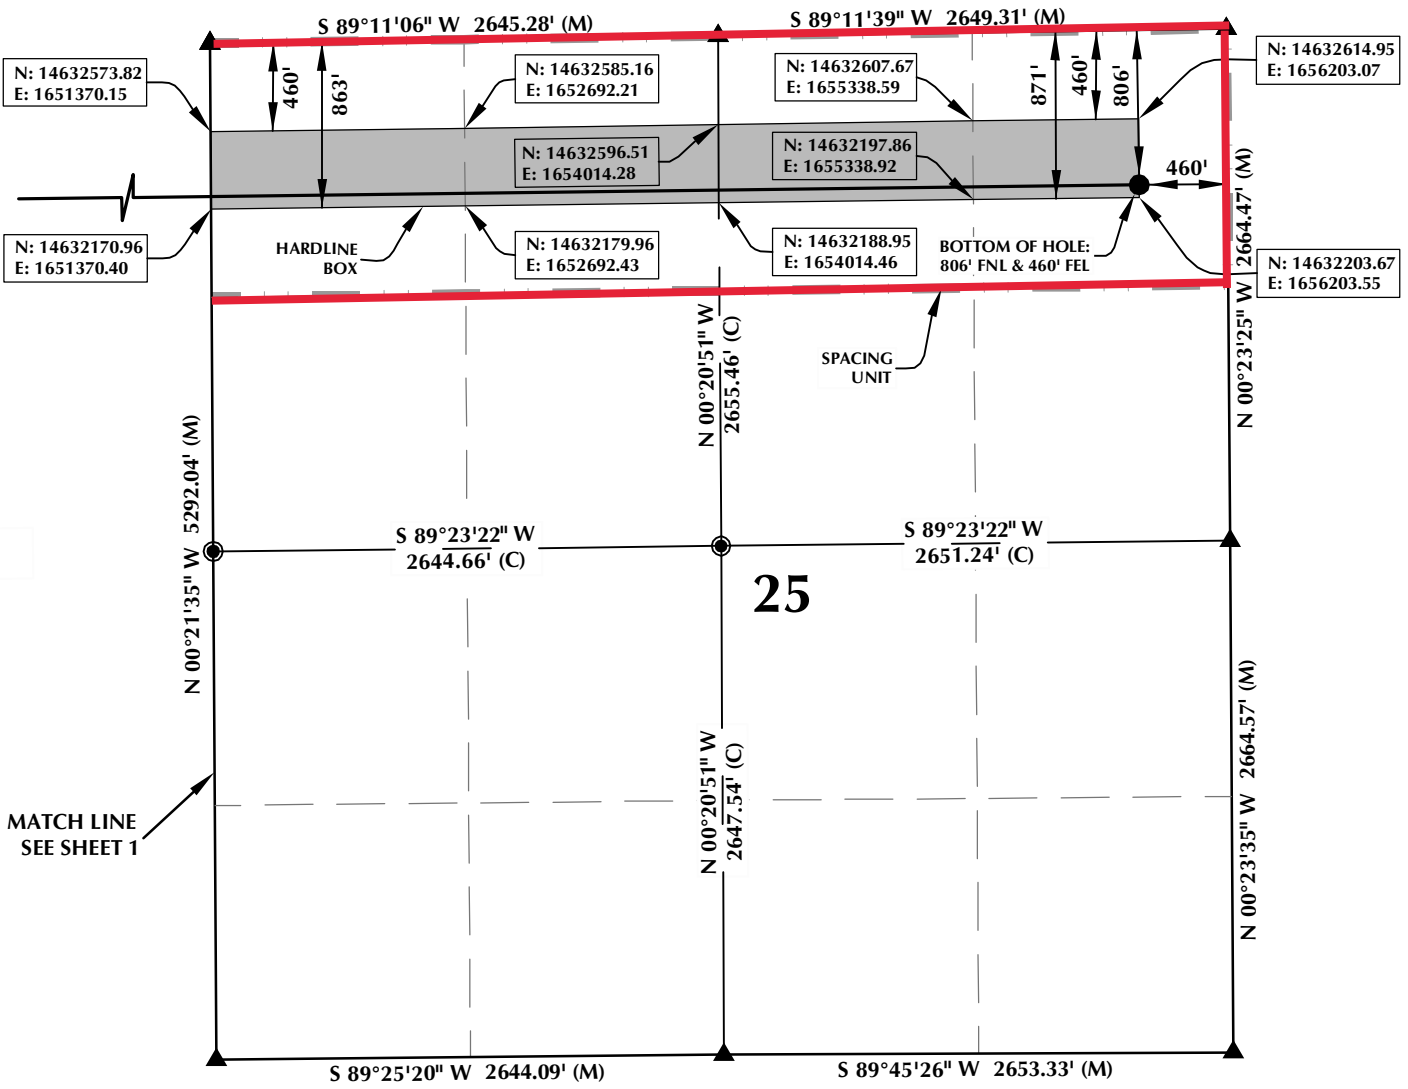 S 89°11'06" W 2645.28' (M)
S 89°11'39" W 2649.31' (M)
N: 14632573.82
E: 1651370.15
460'
863'
N: 14632585.16
E: 1652692.21
N: 14632607.67
E: 1655338.59
871'
460'
806'
N: 14632614.95
E: 1656203.07
N: 14632596.51
E: 1654014.28
N: 14632197.86
E: 1655338.92
460'
N: 14632170.96
E: 1651370.40
HARDLINE
BOX
N: 14632179.96
E: 1652692.43
N: 14632188.95
E: 1654014.46
BOTTOM OF HOLE:
806' FNL & 460' FEL
N: 14632203.67
E: 1656203.55
N 00°23'25" W 2664.47' (M)
SPACING
UNIT
N 00°20'51" W
2655.46' (C)
N 00°21'35" W 5292.04' (M)
S 89°23'22" W
2644.66' (C)
S 89°23'22" W
2651.24' (C)
25
MATCH LINE
SEE SHEET 1
N 00°20'51" W
2647.54' (C)
N 00°23'35" W 2664.57' (M)
S 89°25'20" W 2644.09' (M)
S 89°45'26" W 2653.33' (M)